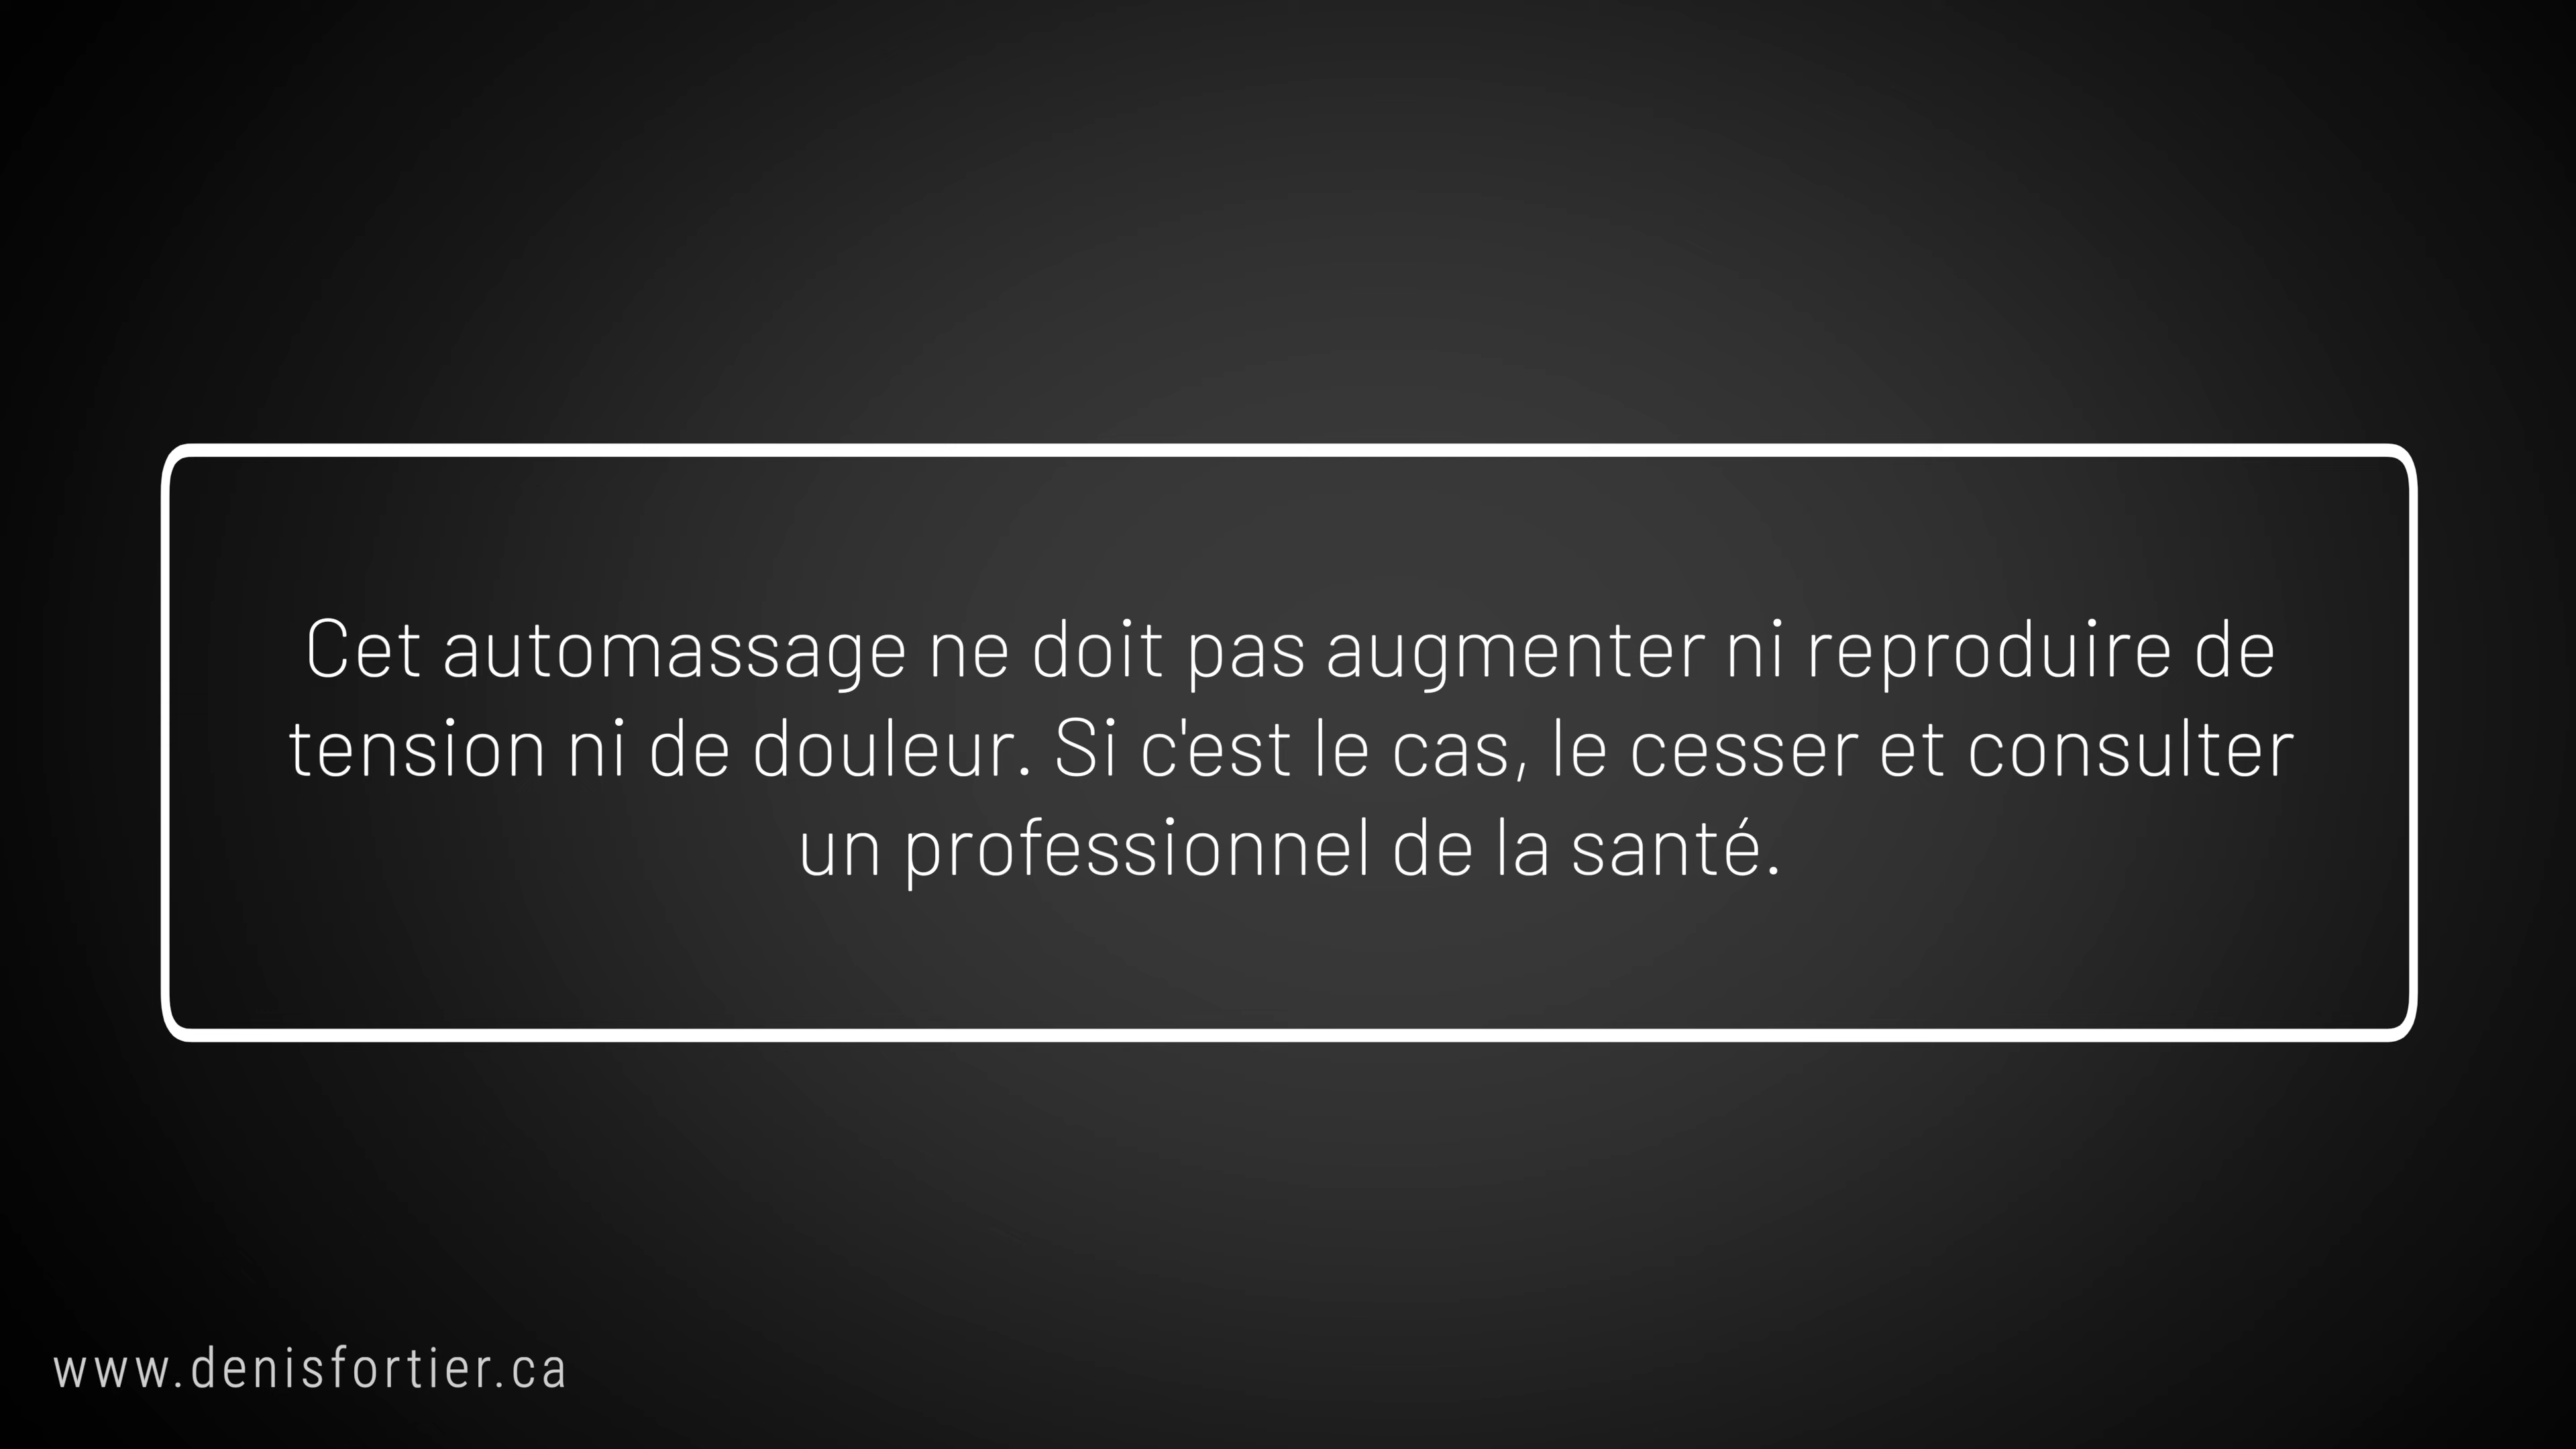 Cet automassage ne doit pas augmenter ni reproduire de
tension ni de douleur. Si c'est le cas, le cesser et consulter
un professionnel de la santé.
www.denisfortier.ca